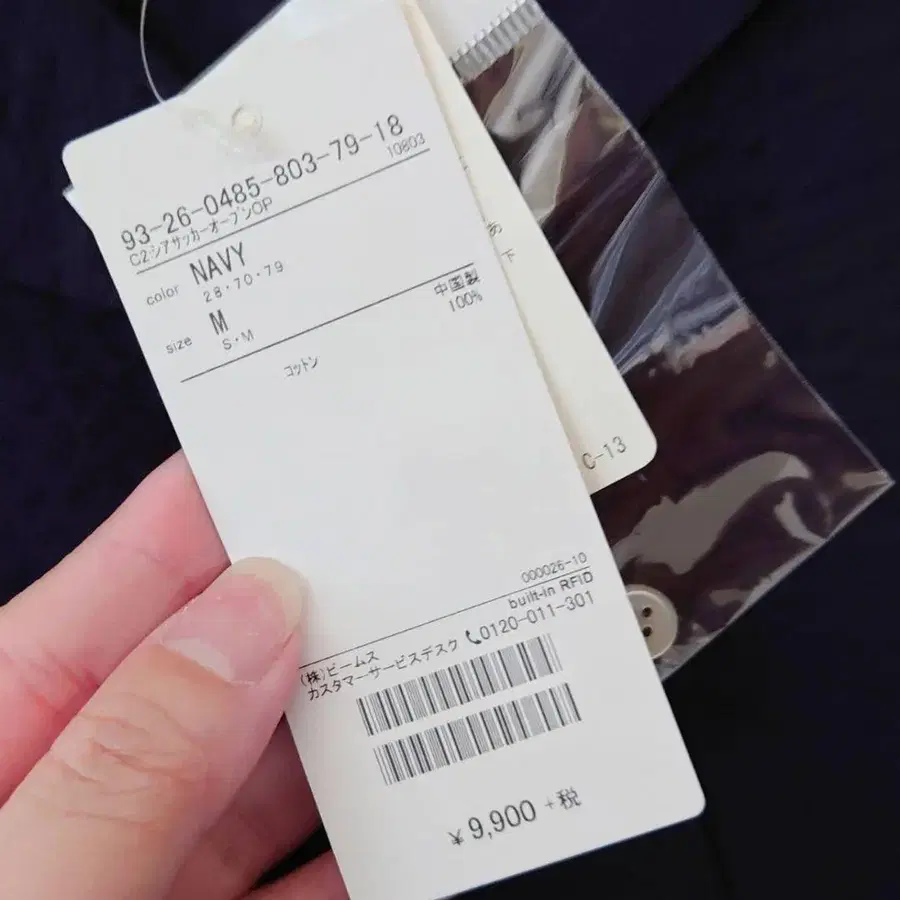 93-26-0485-803-79-18
C2:シアサッカーオープンOP 10803
color NAVY
28・70・79
size M
S・M
中国製
コットン 100%
000026-10
built-in RFID
(株)ビームス
カスタマーサービスデスク 0120-011-301
¥9,900 +税
あ
下
C-13